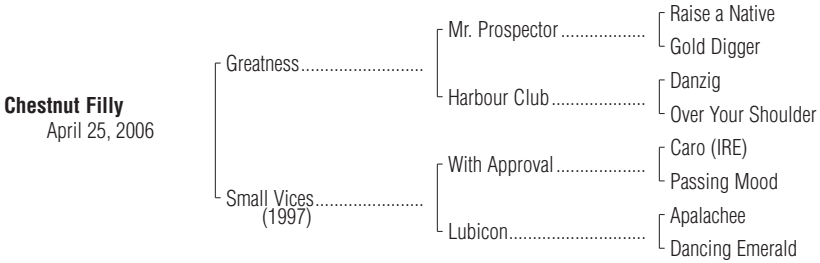 Raise a Native
Mr. Prospector..................
Gold Digger
Greatness..........................
Danzig
Harbour Club....................
Over Your Shoulder
Chestnut Filly
April 25, 2006
Caro (IRE)
With Approval...................
Passing Mood
Small Vices.......................
(1997)
Apalachee
Lubicon.............................
Dancing Emerald